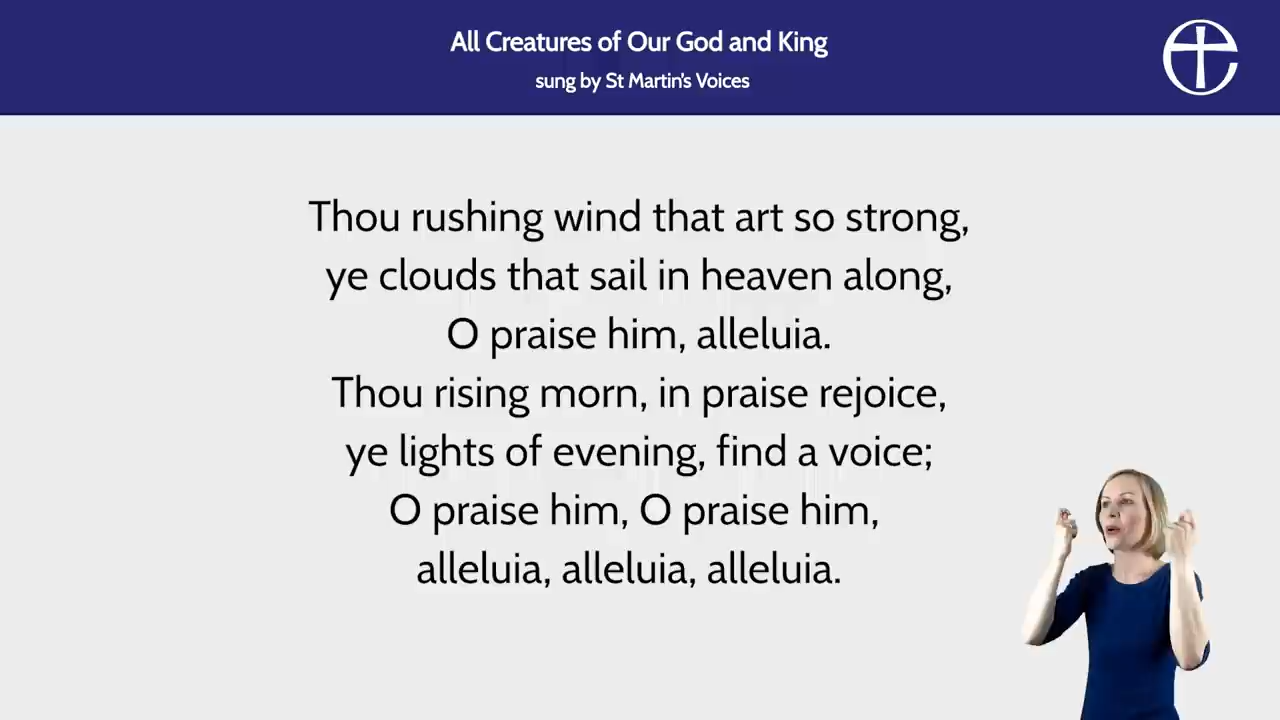 All Creatures of Our God and King
sung by St Martin's Voices
Thou rushing wind that art so strong,
ye clouds that sail in heaven along,
O praise him, alleluia.
Thou rising morn, in praise rejoice,
ye lights of evening, find a voice;
O praise him, O praise him,
alleluia, alleluia, alleluia.